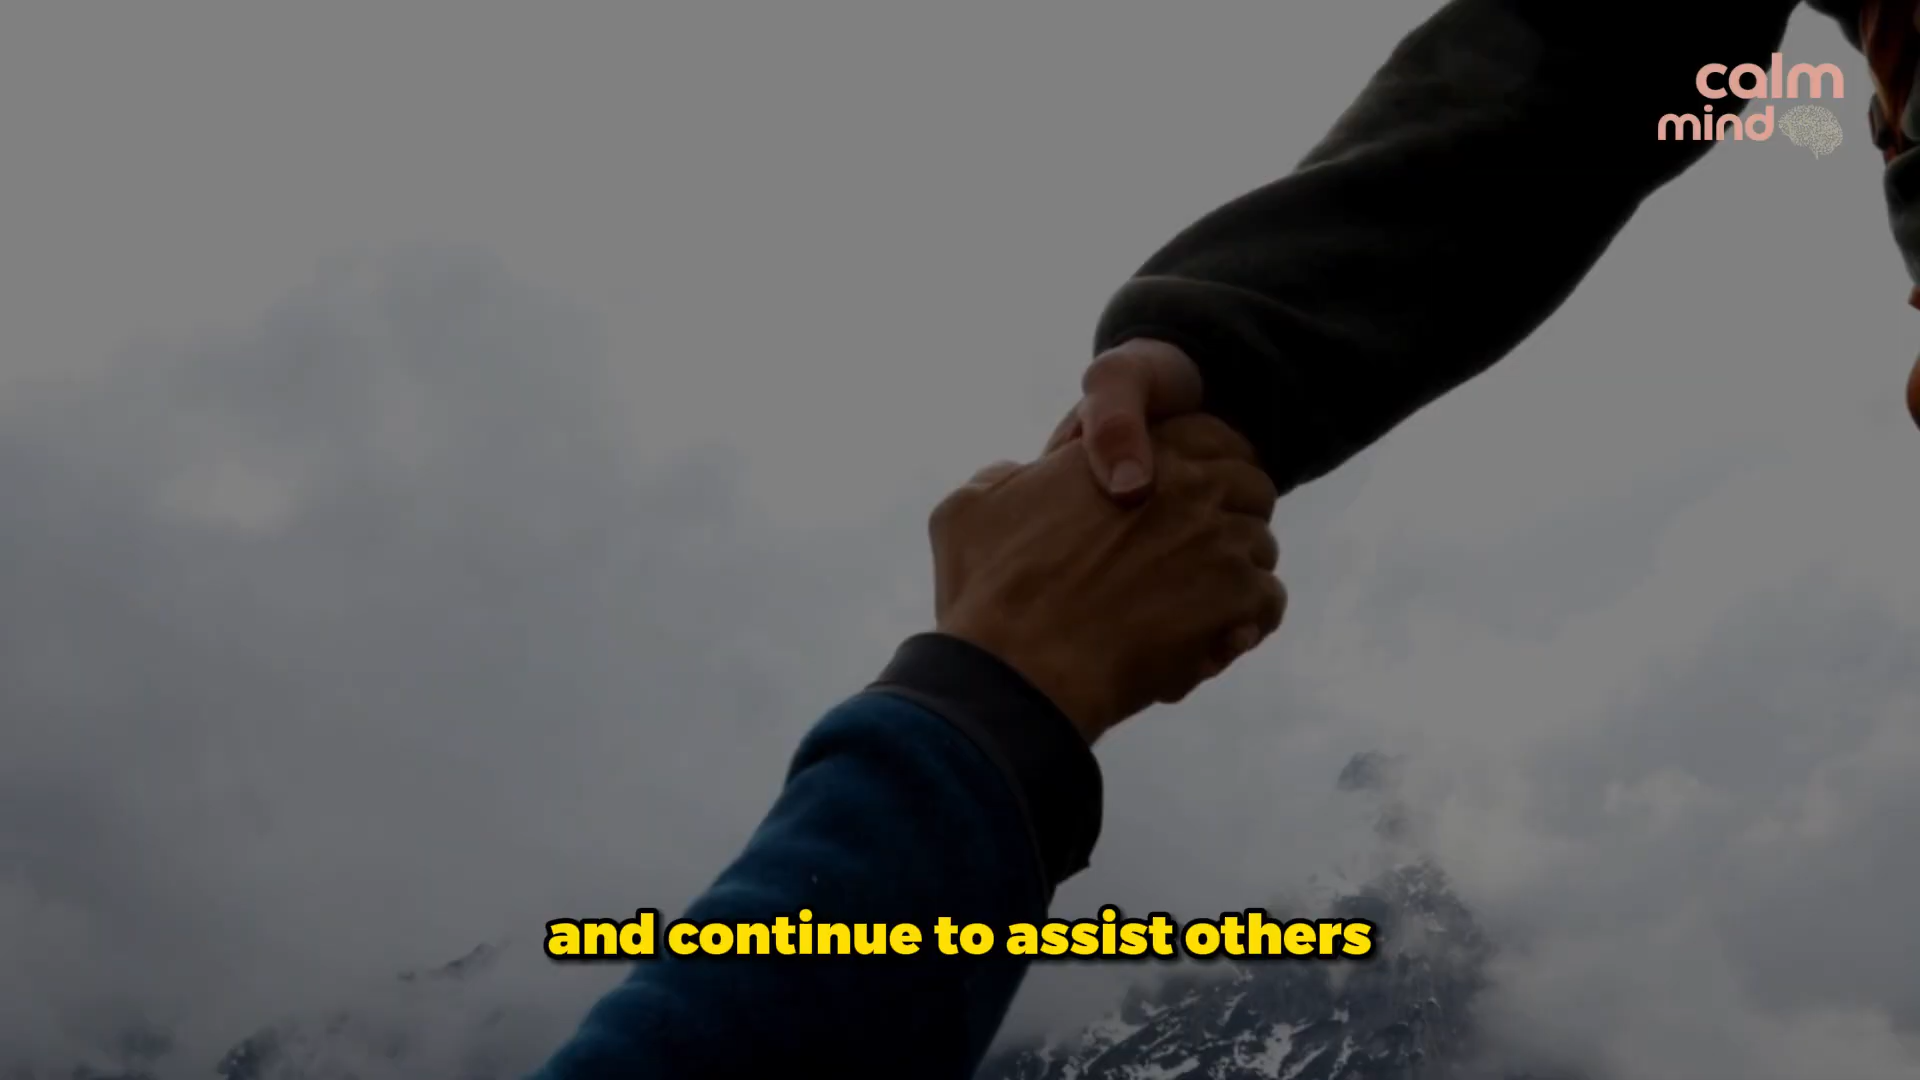 calm
mind
and continue to assist others